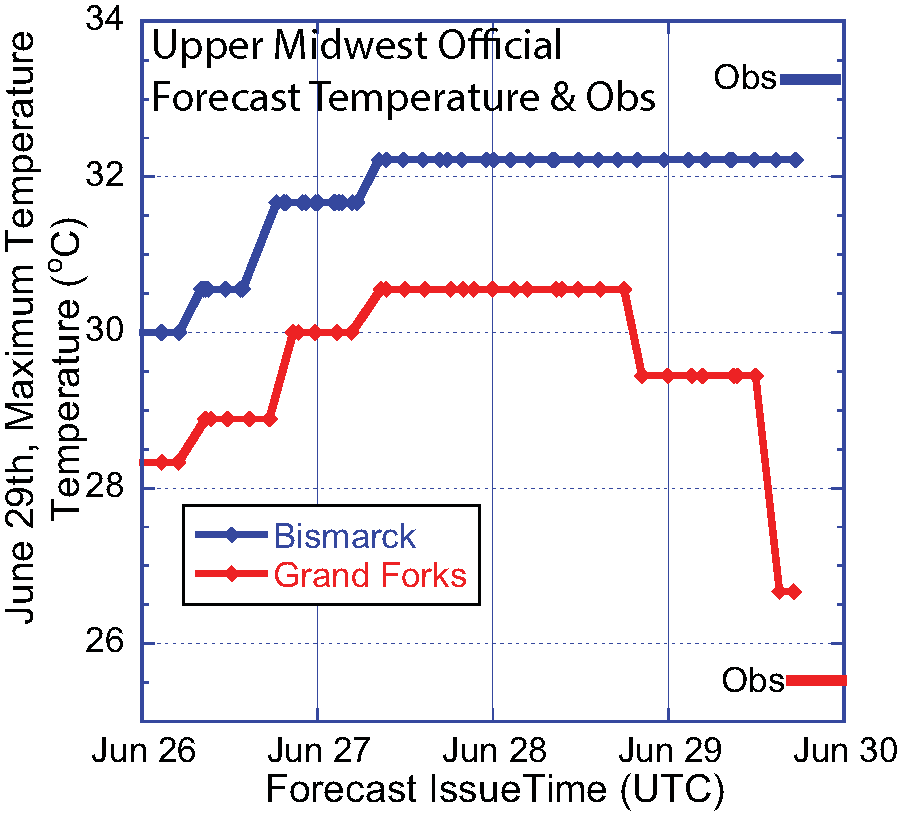 Upper Midwest Official
Forecast Temperature & Obs
June 29th, Maximum Temperature
Temperature (°C)
34
32
30
28
26
Obs
Bismarck
Grand Forks
Obs
Jun 26
Jun 27
Jun 28
Jun 29
Jun 30
Forecast IssueTime (UTC)